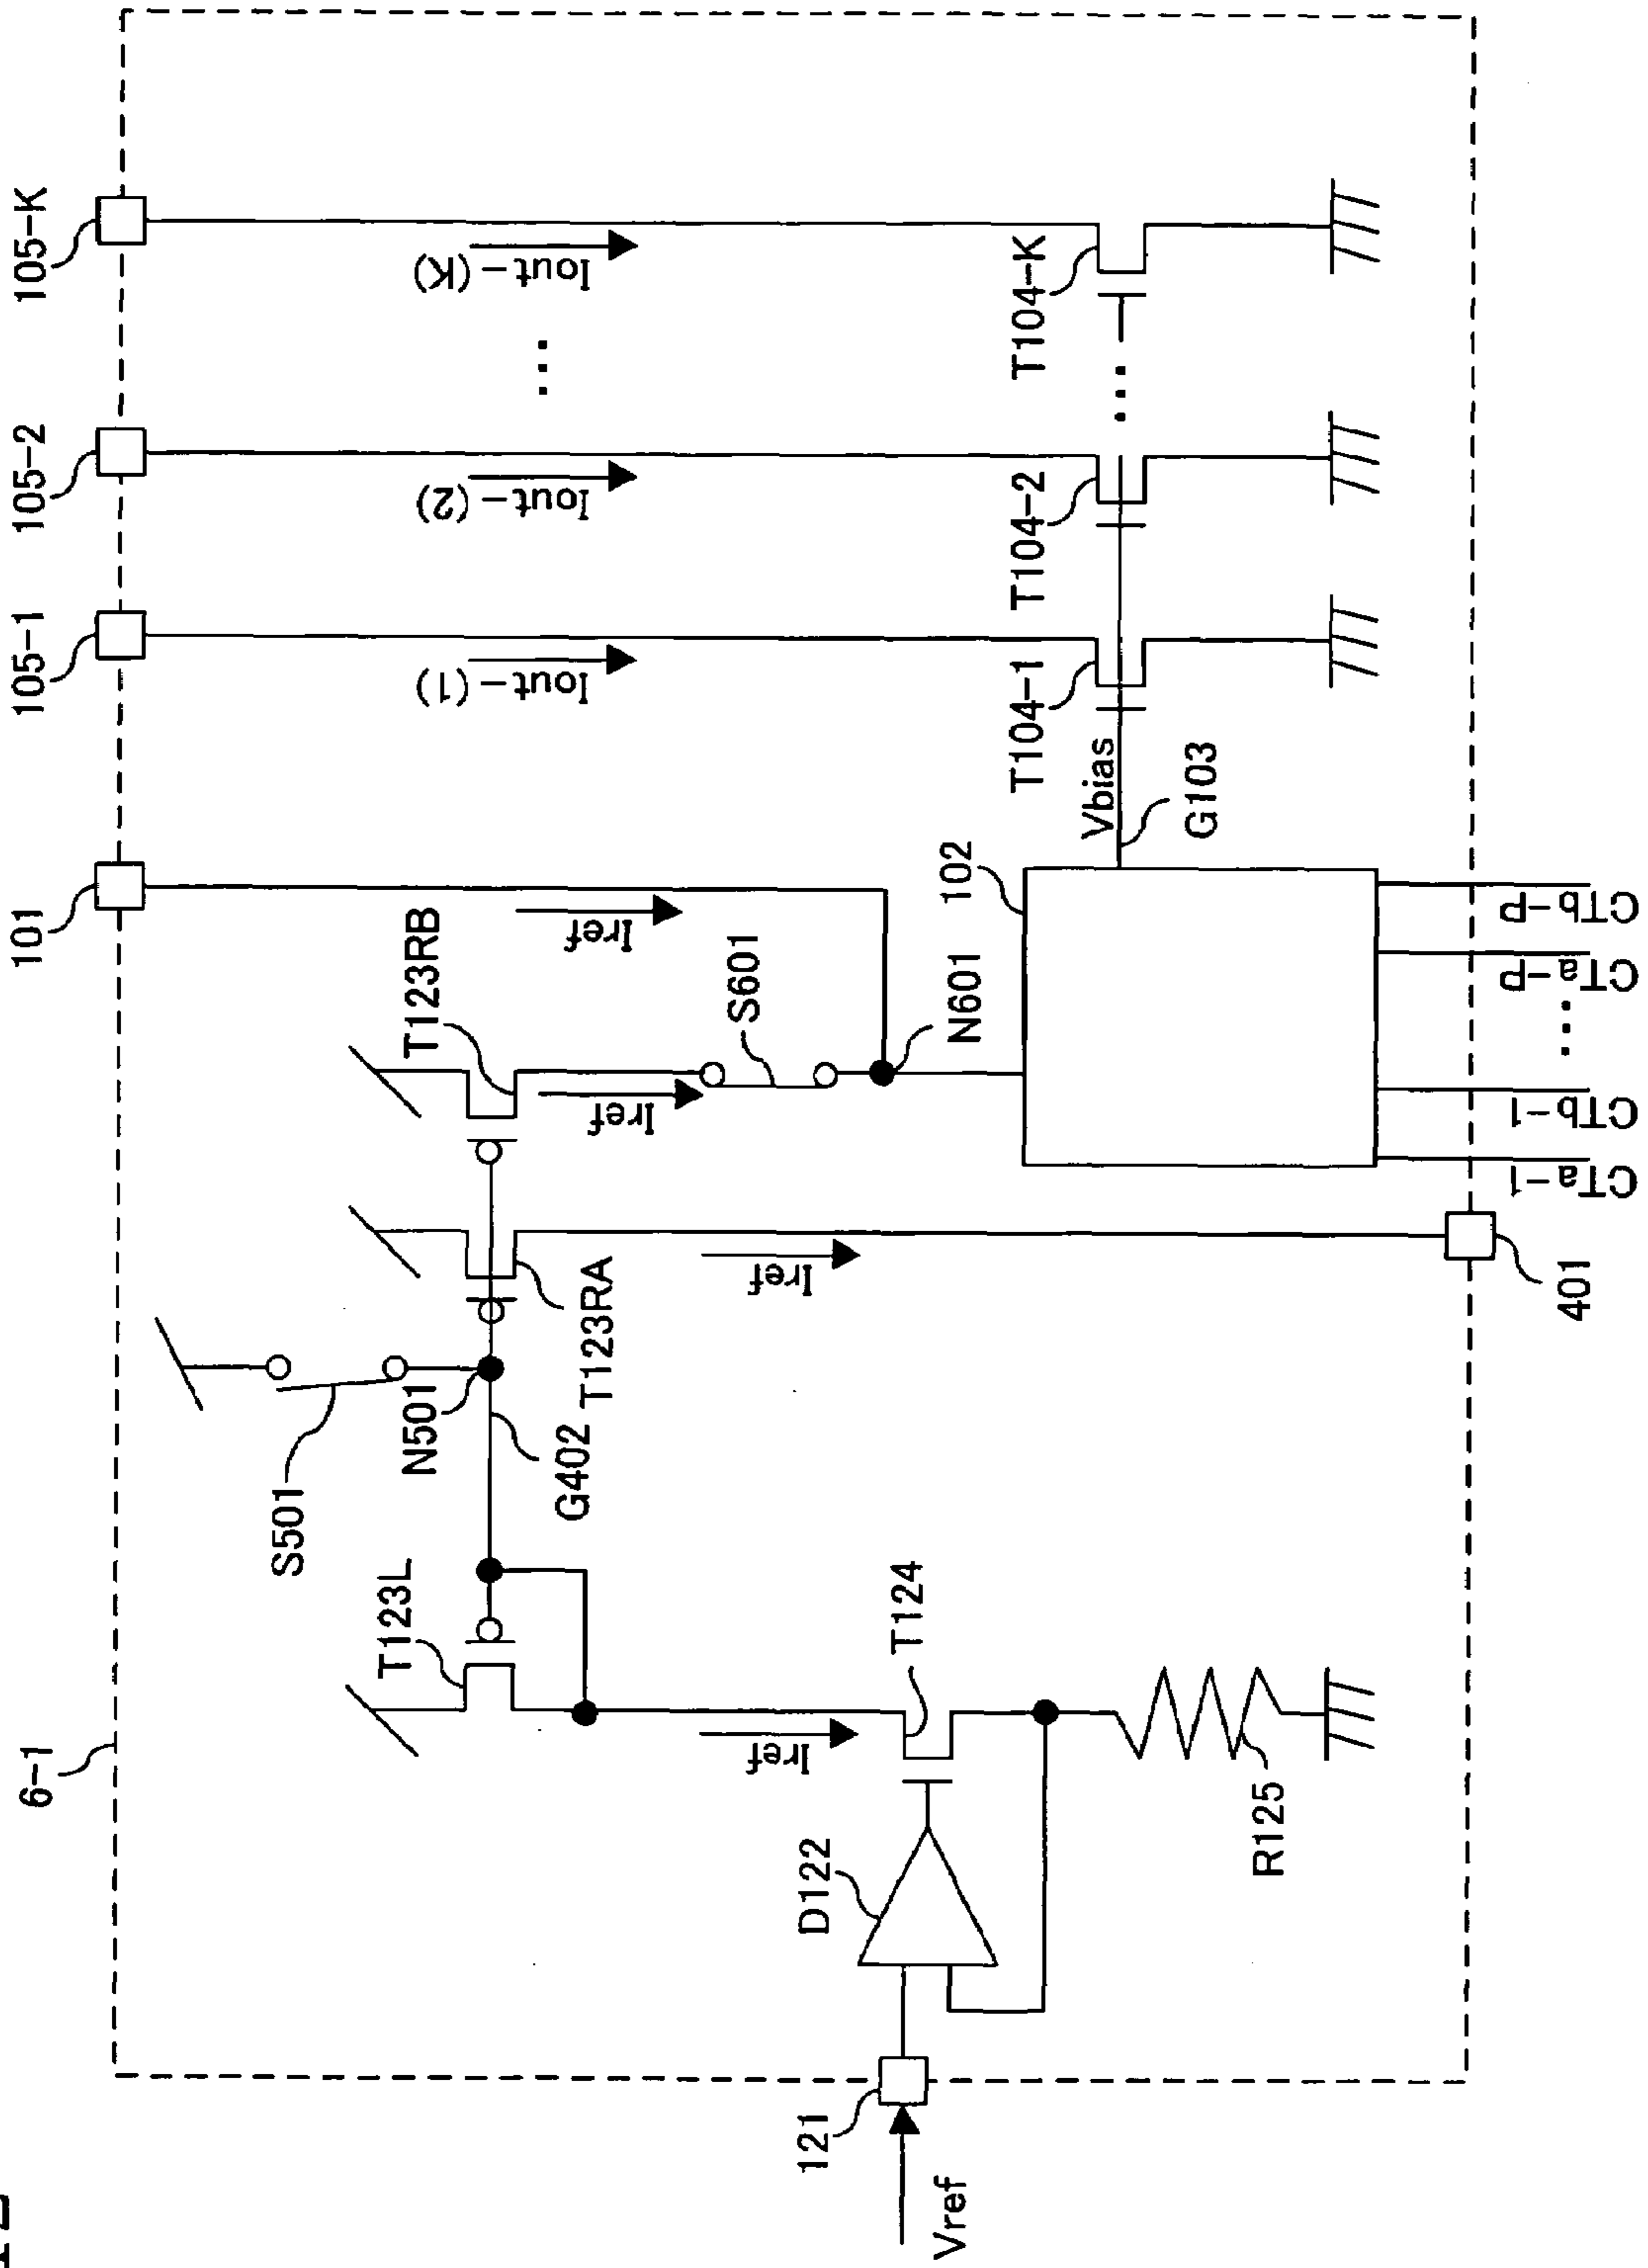 105-K
105-2
105-1
101
Iout-(K)
Iout-(2)
Iout-(1)
...
Iref
T123RB
Iref
S601
N601
T104-K
T104-2
T104-1
...
Vbias
G103
102
CTb-P
CTa-P
...
CTb-1
CTa-1
401
Iref
T123RA
N501
G402
S501
T123L
Iref
T124
D122
R125
6-1
121
Vref